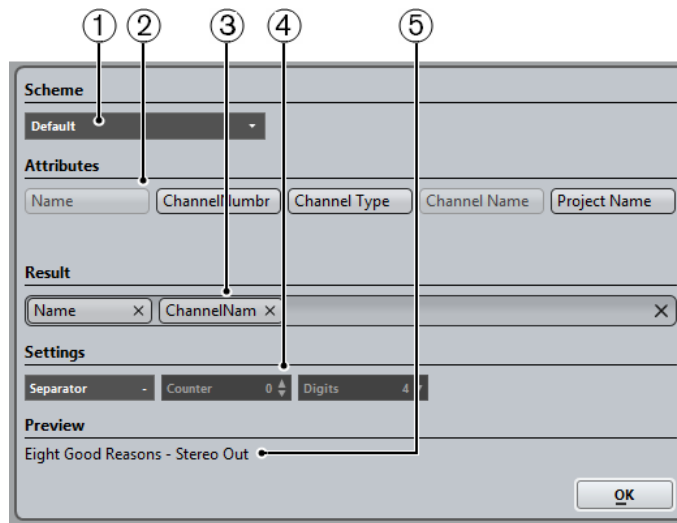 1 2 3 4 5
Scheme
Default
Attributes
Name ChannelNumbr Channel Type Channel Name Project Name
Result
Name × ChannelNam × ×
Settings
Separator - Counter 0 Digits 4
Preview
Eight Good Reasons - Stereo Out
OK